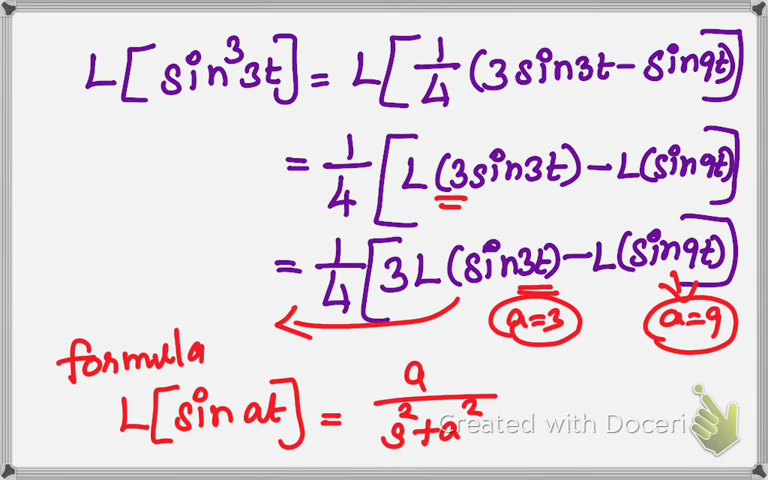 L[sin³3t] = L[1/4 (3sin3t − sin9t)]
= 1/4 [L(3sin3t) − L(sin9t)]
= 1/4 [3L(sin3t) − L(sin9t)]
a=3 a=9
formula
L[sin at] = a/(s²+a²)
Created with Doceri